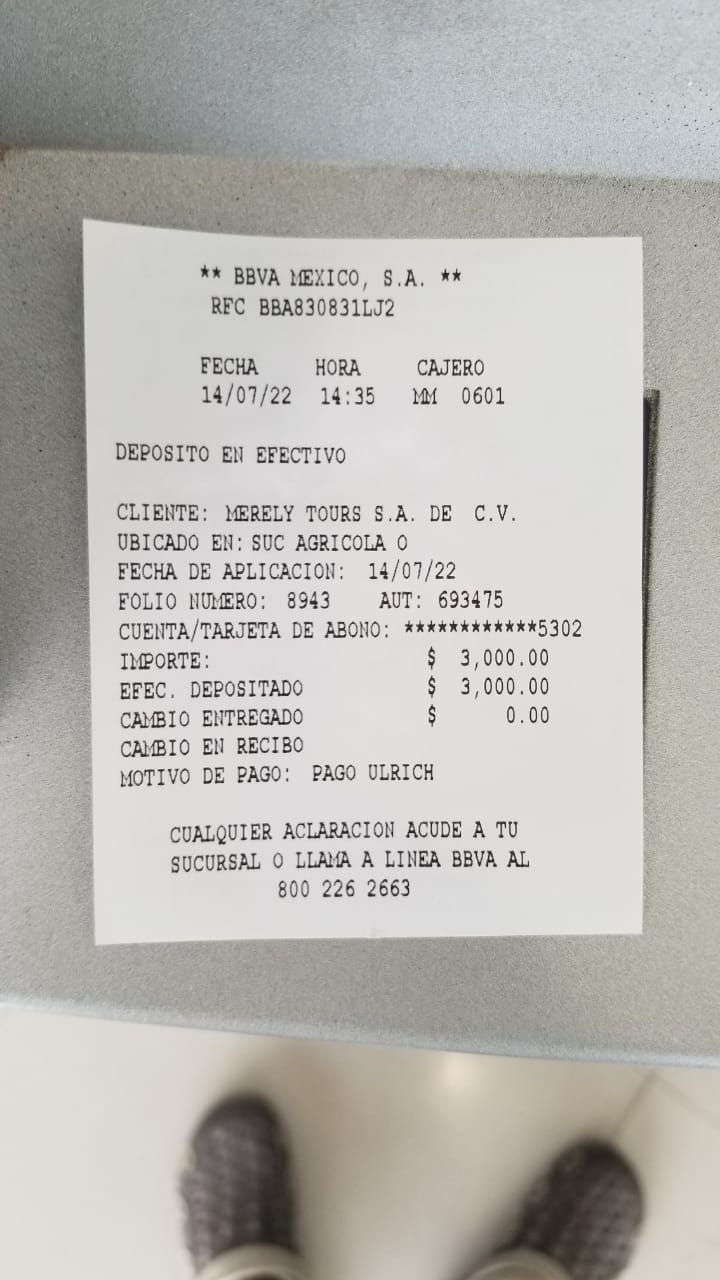 ** BBVA MEXICO, S.A. **
RFC BBA830831LJ2
FECHA HORA CAJERO
14/07/22 14:35 MM 0601
DEPOSITO EN EFECTIVO
CLIENTE: MERELY TOURS S.A. DE C.V.
UBICADO EN: SUC AGRICOLA O
FECHA DE APLICACION: 14/07/22
FOLIO NUMERO: 8943 AUT: 693475
CUENTA/TARJETA DE ABONO: ************5302
IMPORTE: $ 3,000.00
EFEC. DEPOSITADO $ 3,000.00
CAMBIO ENTREGADO $ 0.00
CAMBIO EN RECIBO
MOTIVO DE PAGO: PAGO ULRICH
CUALQUIER ACLARACION ACUDE A TU
SUCURSAL O LLAMA A LINEA BBVA AL
800 226 2663